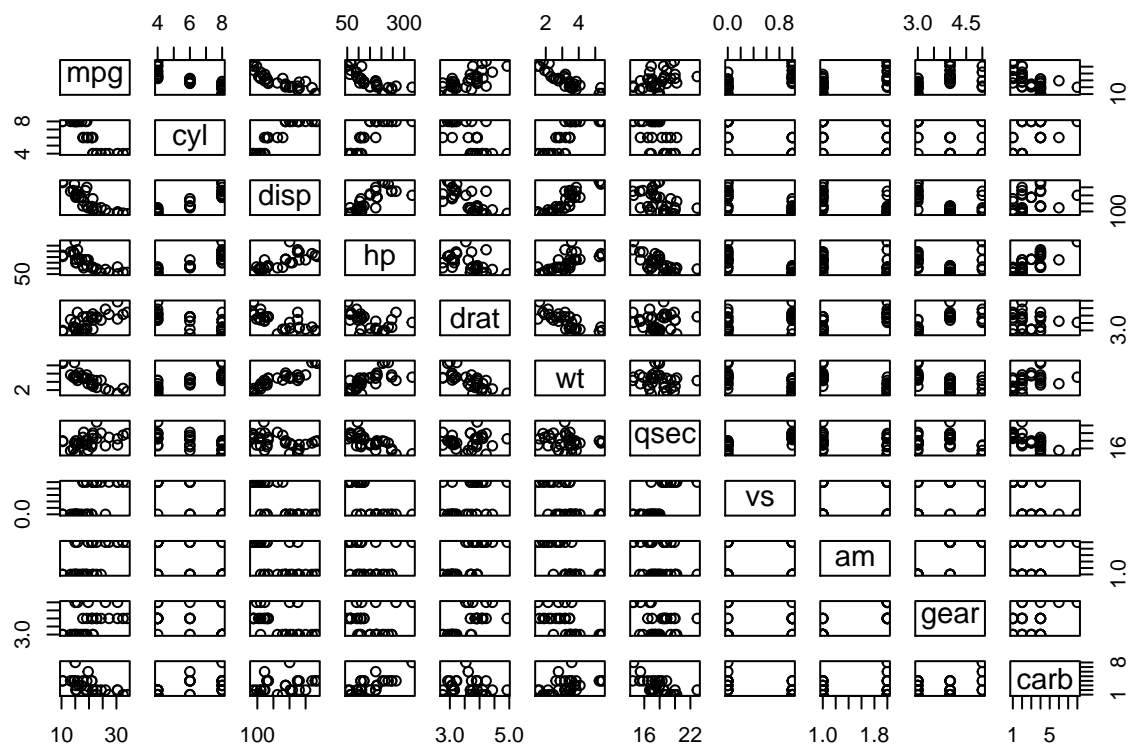 4 6 8 50 300 2 4 0.0 0.8 3.0 4.5
mpg 10
4 8 cyl
disp 100
50 hp
drat 3.0
2 wt
qsec 16
0.0 vs
am 1.0
3.0 gear
carb 1 8
10 30 100 3.0 5.0 16 22 1.0 1.8 1 5